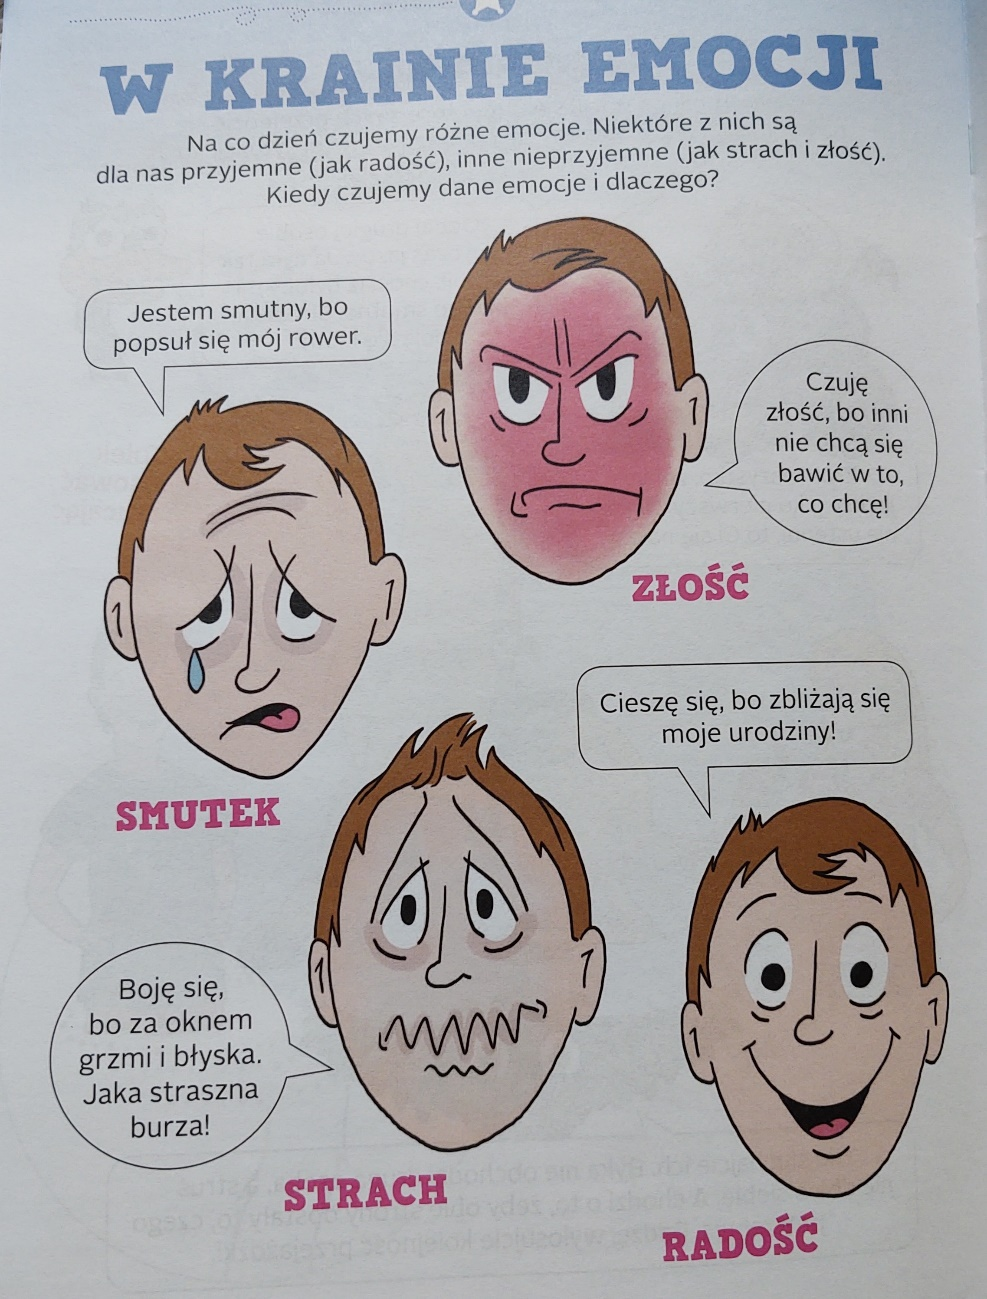 W KRAINIE EMOCJI
Na co dzień czujemy różne emocje. Niektóre z nich są
dla nas przyjemne (jak radość), inne nieprzyjemne (jak strach i złość).
Kiedy czujemy dane emocje i dlaczego?
Jestem smutny, bo
popsuł się mój rower.
SMUTEK
Czuję
złość, bo inni
nie chcą się
bawić w to,
co chcę!
ZŁOŚĆ
Boję się,
bo za oknem
grzmi i błyska.
Jaka straszna
burza!
STRACH
Cieszę się, bo zbliżają się
moje urodziny!
RADOŚĆ